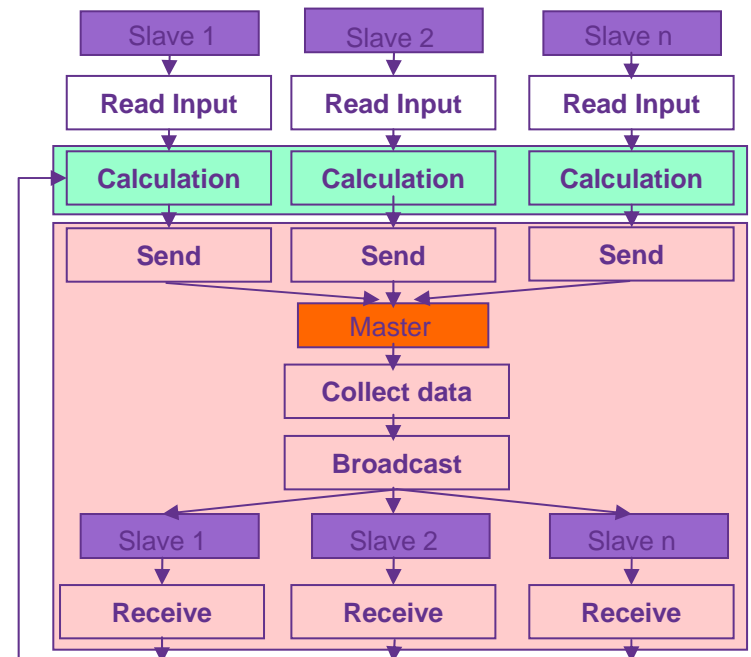 Slave 1
Slave 2
Slave n
Read Input
Read Input
Read Input
Calculation
Calculation
Calculation
Send
Send
Send
Master
Collect data
Broadcast
Slave 1
Slave 2
Slave n
Receive
Receive
Receive